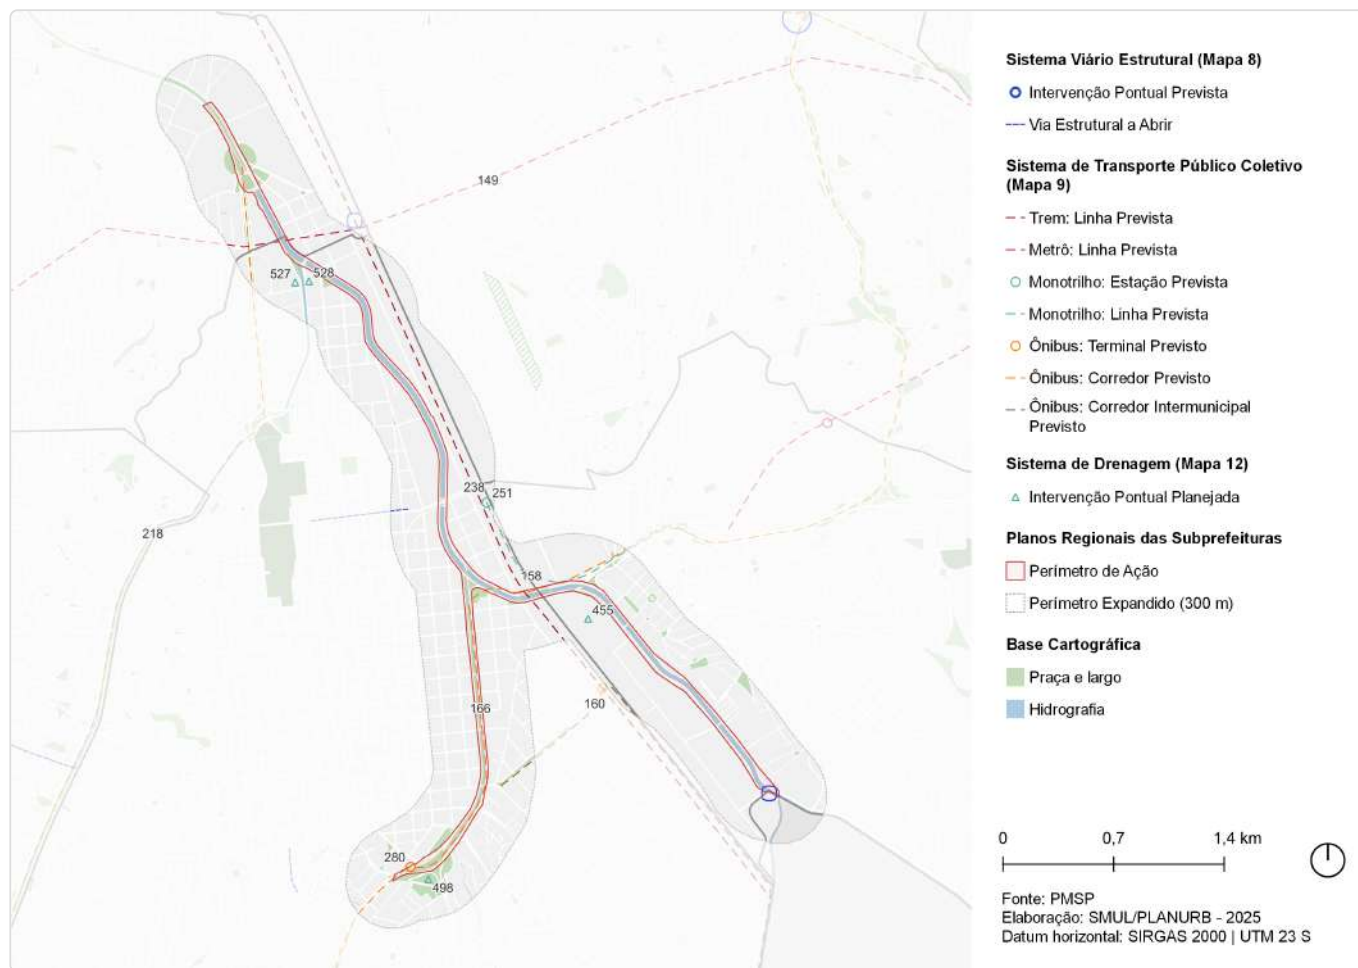 149
527
528
238
251
218
158
455
166
160
280
498
Sistema Viário Estrutural (Mapa 8)
Intervenção Pontual Prevista
Via Estrutural a Abrir
Sistema de Transporte Público Coletivo
(Mapa 9)
Trem: Linha Prevista
Metrô: Linha Prevista
Monotrilho: Estação Prevista
Monotrilho: Linha Prevista
Ônibus: Terminal Previsto
Ônibus: Corredor Previsto
Ônibus: Corredor Intermunicipal
Previsto
Sistema de Drenagem (Mapa 12)
Intervenção Pontual Planejada
Planos Regionais das Subprefeituras
Perímetro de Ação
Perímetro Expandido (300 m)
Base Cartográfica
Praça e largo
Hidrografia
0 0,7 1,4 km
Fonte: PMSP
Elaboração: SMUL/PLANURB - 2025
Datum horizontal: SIRGAS 2000 | UTM 23 S